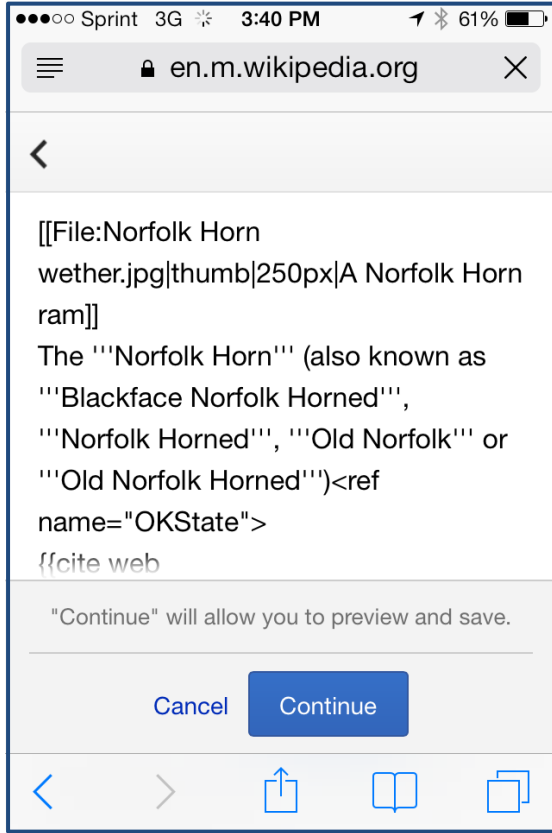 Sprint 3G 3:40 PM 61%
en.m.wikipedia.org
[[File:Norfolk Horn
wether.jpg|thumb|250px|A Norfolk Horn
ram]]
The '''Norfolk Horn''' (also known as
'''Blackface Norfolk Horned''',
'''Norfolk Horned''', '''Old Norfolk''' or
'''Old Norfolk Horned''')<ref
name="OKState">
{{cite web
"Continue" will allow you to preview and save.
Cancel Continue